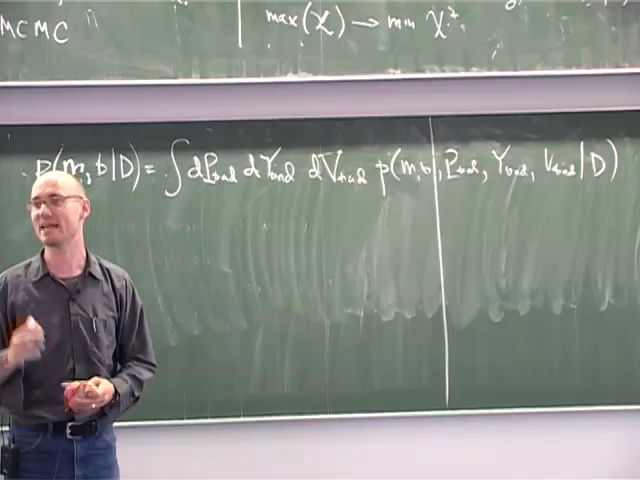 MCMC
max(χ) → min χ²
p(m,b|D) = ∫ dP_bad dY_bad dV_bad p(m,b, P_bad, Y_bad, V_bad|D)